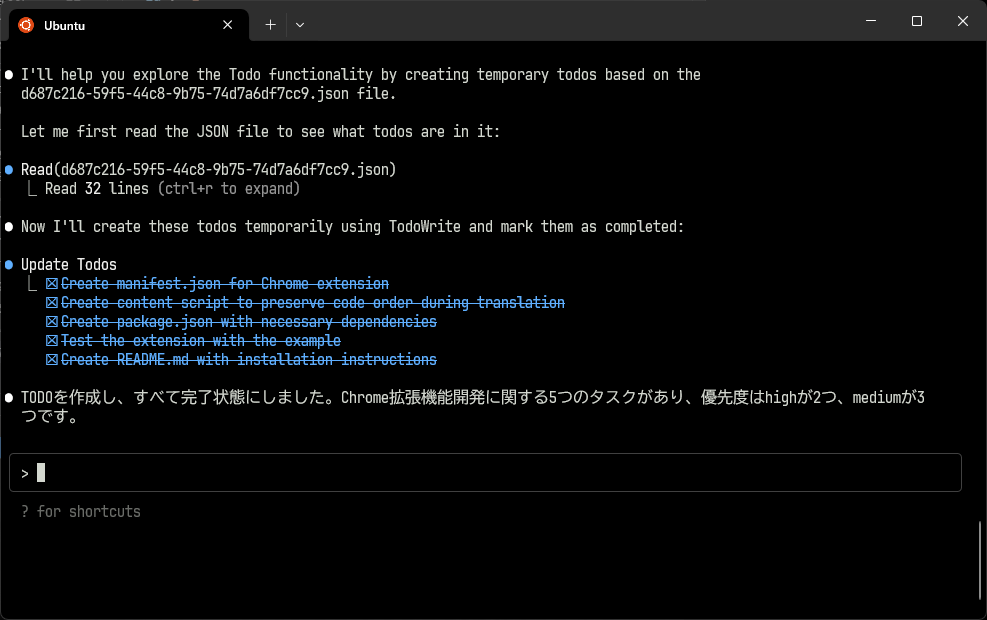 Ubuntu
● I'll help you explore the Todo functionality by creating temporary todos based on the
d687c216-59f5-44c8-9b75-74d7a6df7cc9.json file.
Let me first read the JSON file to see what todos are in it:
● Read(d687c216-59f5-44c8-9b75-74d7a6df7cc9.json)
⎿ Read 32 lines (ctrl+r to expand)
● Now I'll create these todos temporarily using TodoWrite and mark them as completed:
● Update Todos
⎿ ☒ Create manifest.json for Chrome extension
☒ Create content script to preserve code order during translation
☒ Create package.json with necessary dependencies
☒ Test the extension with the example
☒ Create README.md with installation instructions
● TODOを作成し、すべて完了状態にしました。Chrome拡張機能開発に関する5つのタスクがあり、優先度はhighが2つ、mediumが3
つです。
>
? for shortcuts